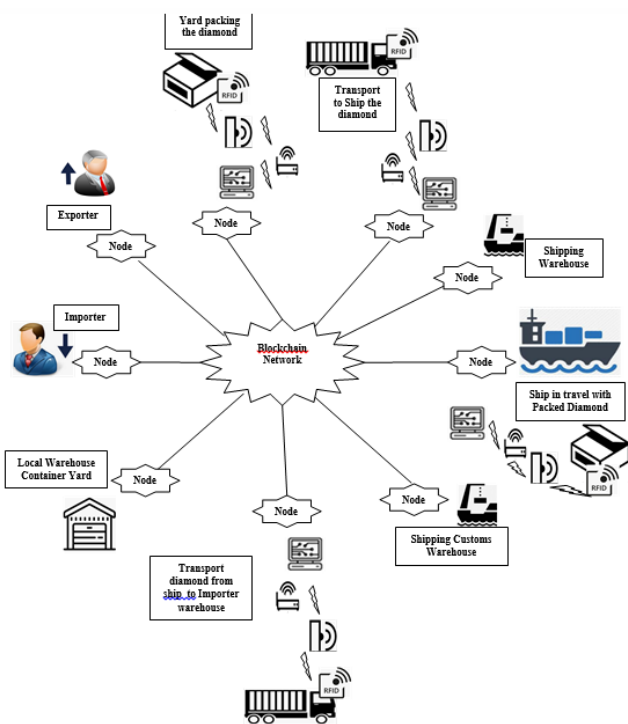 Yard packing
the diamond
RFID
RFID
Transport
to Ship the
diamond
Exporter
Node
Node
Node
Shipping
Warehouse
Node
Importer
Node
Blockchain
Network
Node
Ship in travel with
Packed Diamond
RFID
Local Warehouse
Container Yard
Node
Node
Node
Shipping Customs
Warehouse
Transport
diamond from
ship to Importer
warehouse
RFID